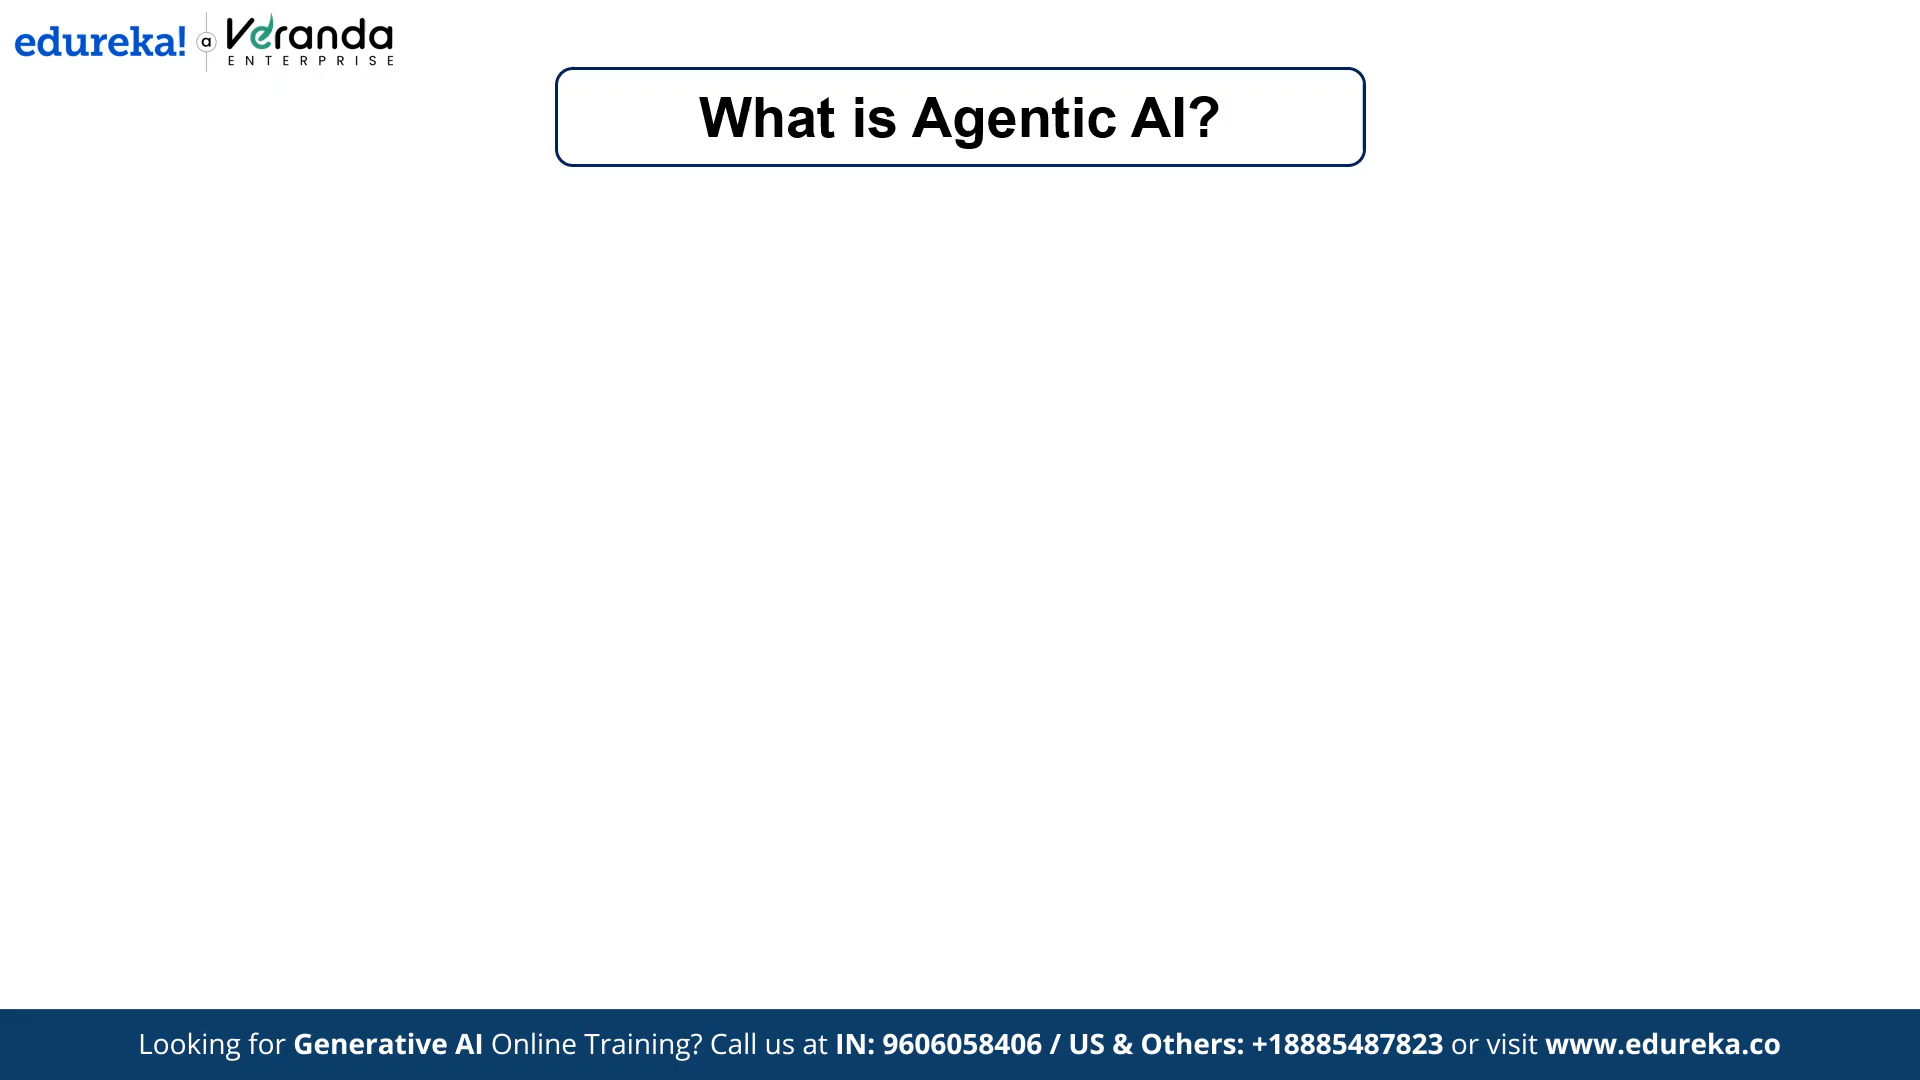 edureka! a Veranda
ENTERPRISE
What is Agentic AI?
Looking for Generative AI Online Training? Call us at IN: 9606058406 / US & Others: +18885487823 or visit www.edureka.co